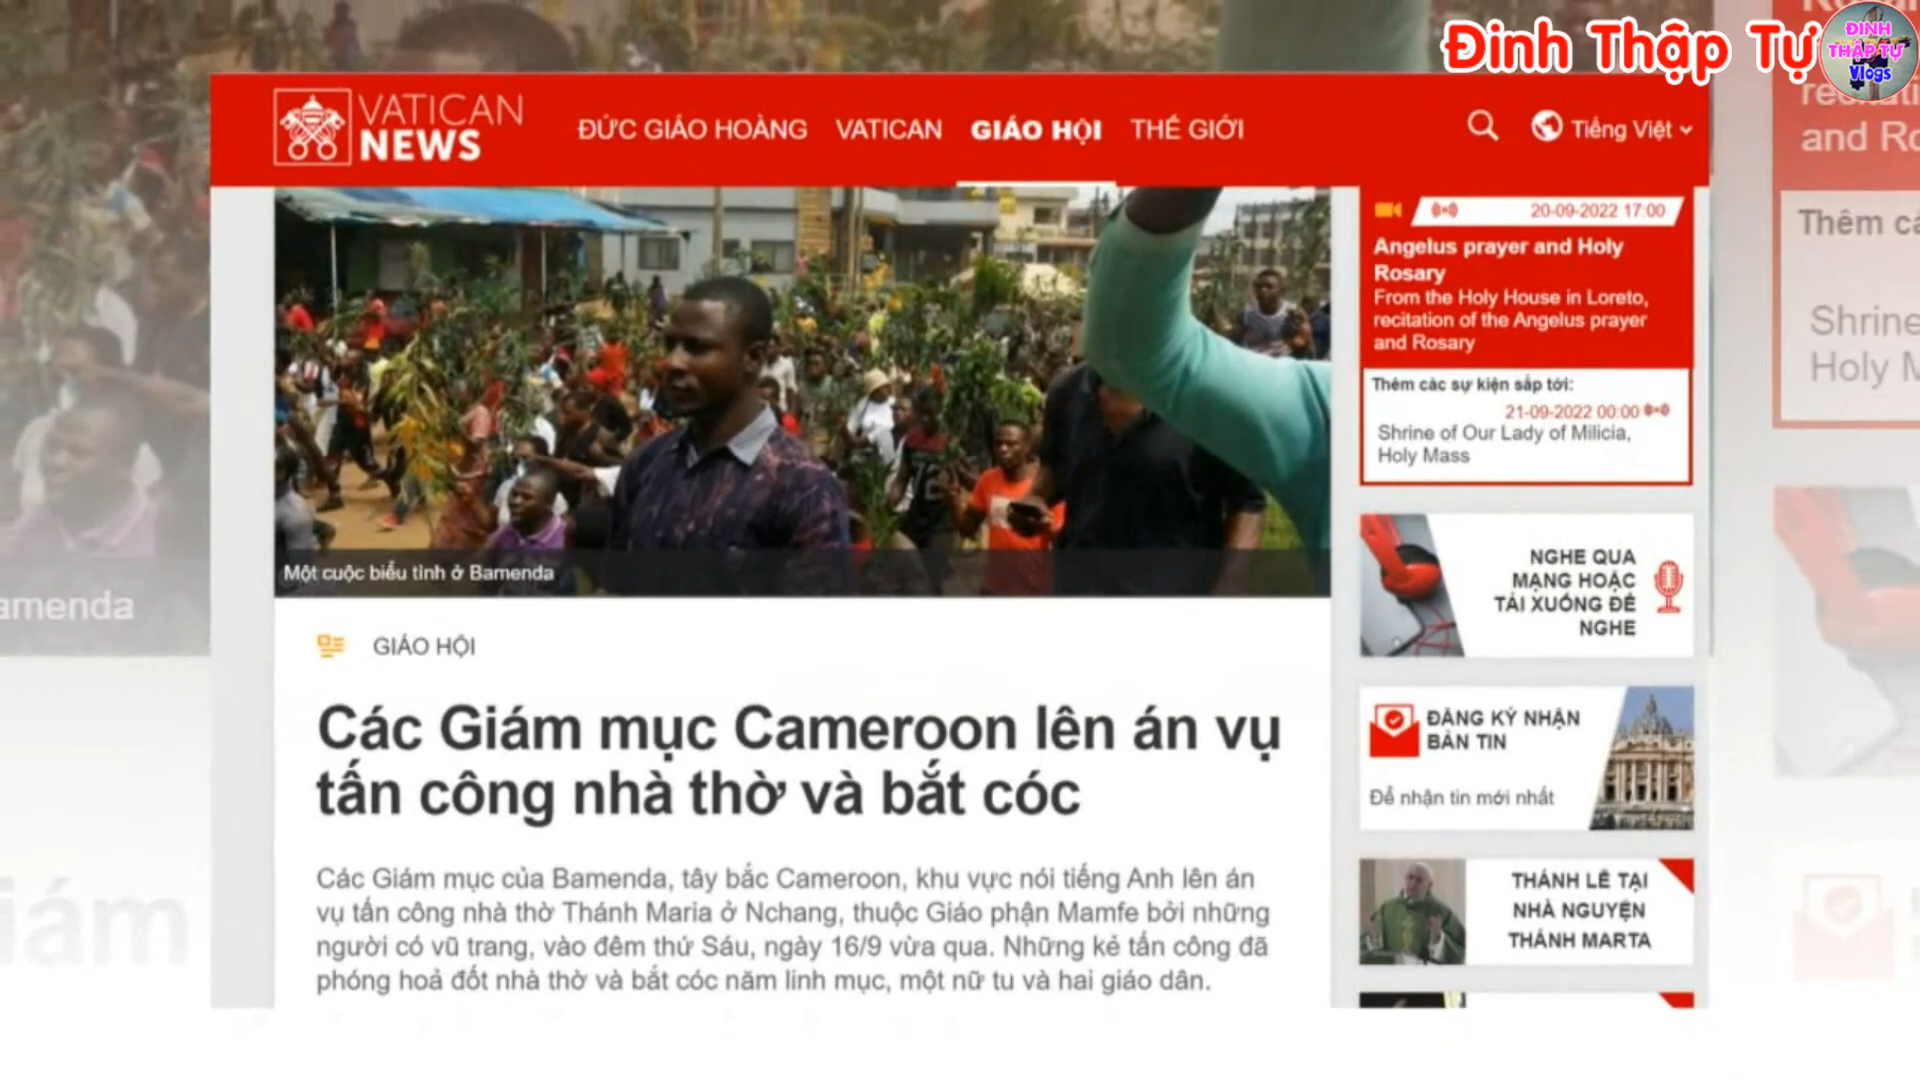 Đinh Thập Tự
ĐINH
THẬP TỰ
Vlogs
VATICAN
NEWS
ĐỨC GIÁO HOÀNG
VATICAN
GIÁO HỘI
THẾ GIỚI
Tiếng Việt
Một cuộc biểu tình ở Bamenda
GIÁO HỘI
Các Giám mục Cameroon lên án vụ
tấn công nhà thờ và bắt cóc
Các Giám mục của Bamenda, tây bắc Cameroon, khu vực nói tiếng Anh lên án
vụ tấn công nhà thờ Thánh Maria ở Nchang, thuộc Giáo phận Mamfe bởi những
người có vũ trang, vào đêm thứ Sáu, ngày 16/9 vừa qua. Những kẻ tấn công đã
phóng hoả đốt nhà thờ và bắt cóc năm linh mục, một nữ tu và hai giáo dân.
20-09-2022 17:00
Angelus prayer and Holy
Rosary
From the Holy House in Loreto,
recitation of the Angelus prayer
and Rosary
Thêm các sự kiện sắp tới:
21-09-2022 00:00
Shrine of Our Lady of Milicia,
Holy Mass
NGHE QUA
MẠNG HOẶC
TẢI XUỐNG ĐỂ
NGHE
ĐĂNG KÝ NHẬN
BẢN TIN
Để nhận tin mới nhất
THÁNH LỄ TẠI
NHÀ NGUYỆN
THÁNH MARTA
amenda
iám
and Ro
Thêm cá
Shrine
Holy M